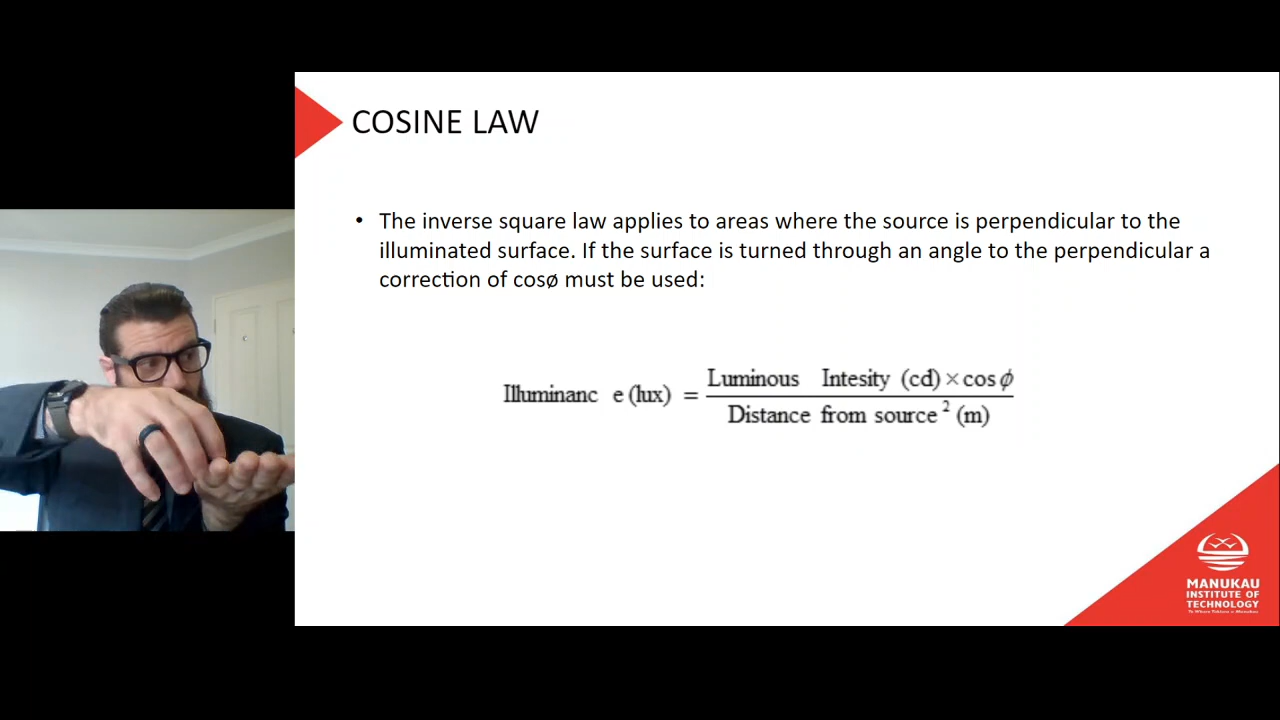 COSINE LAW
• The inverse square law applies to areas where the source is perpendicular to the
illuminated surface. If the surface is turned through an angle to the perpendicular a
correction of cosø must be used:
Illuminanc e (lux) = Luminous Intesity (cd) × cos ϕ
Distance from source ² (m)
MANUKAU
INSTITUTE OF
TECHNOLOGY